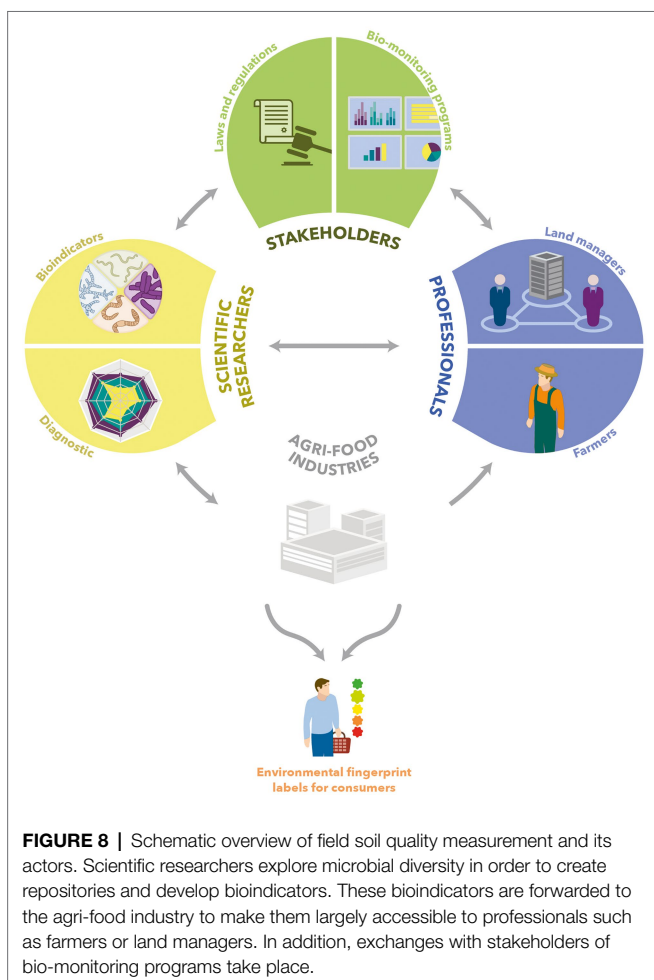 Laws and regulations
Bio-monitoring programs
STAKEHOLDERS
Bioindicators
Diagnostic
SCIENTIFIC
RESEARCHERS
Land managers
Farmers
PROFESSIONALS
AGRI-FOOD
INDUSTRIES
Environmental fingerprint
labels for consumers
FIGURE 8 | Schematic overview of field soil quality measurement and its
actors. Scientific researchers explore microbial diversity in order to create
repositories and develop bioindicators. These bioindicators are forwarded to
the agri-food industry to make them largely accessible to professionals such
as farmers or land managers. In addition, exchanges with stakeholders of
bio-monitoring programs take place.